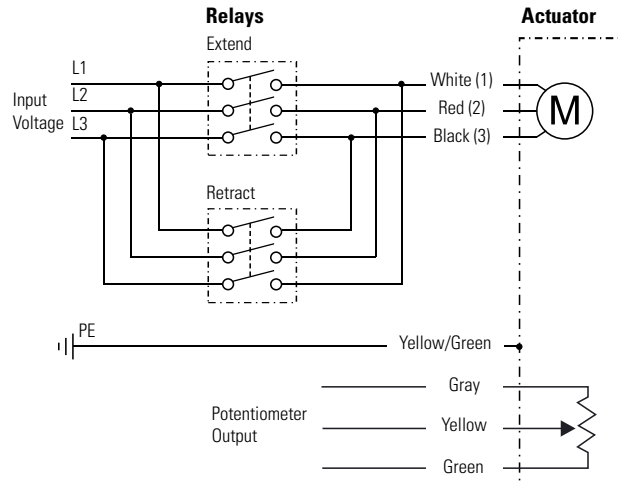 Relays
Actuator
Extend
L1
White (1)
Input
Voltage
L2
Red (2)
M
L3
Black (3)
Retract
PE
Yellow/Green
Gray
Potentiometer
Output
Yellow
Green